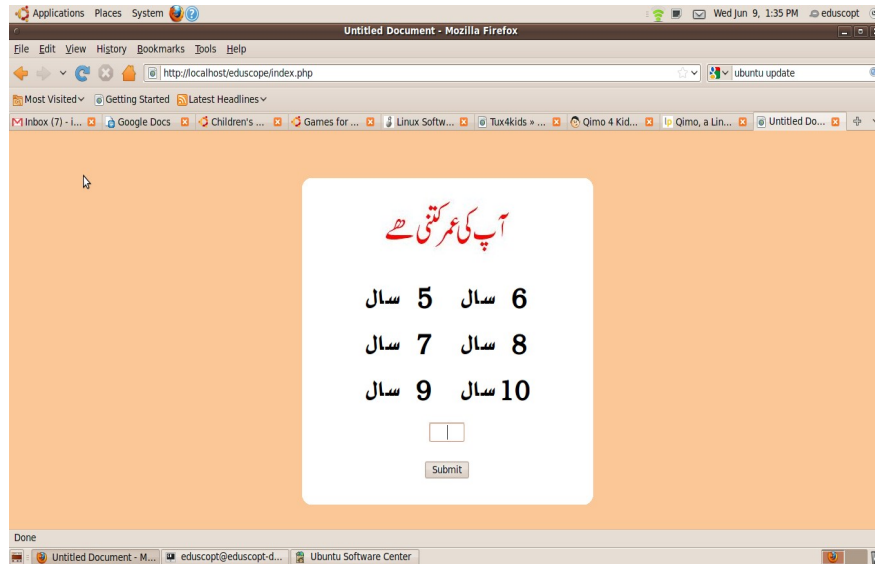 Applications Places System Wed Jun 9, 1:35 PM eduscopt
Untitled Document - Mozilla Firefox
File Edit View History Bookmarks Tools Help
http://localhost/eduscope/index.php ubuntu update
Most Visited Getting Started Latest Headlines
Inbox (7) - i... Google Docs Children's ... Games for ... Linux Softw... Tux4kids » ... Qimo 4 Kid... Qimo, a Lin... Untitled Do...
آپ کی عمر کتنی ھے
6 سال 5 سال
8 سال 7 سال
10 سال 9 سال
Submit
Done
Untitled Document - M... eduscopt@eduscopt-d... Ubuntu Software Center